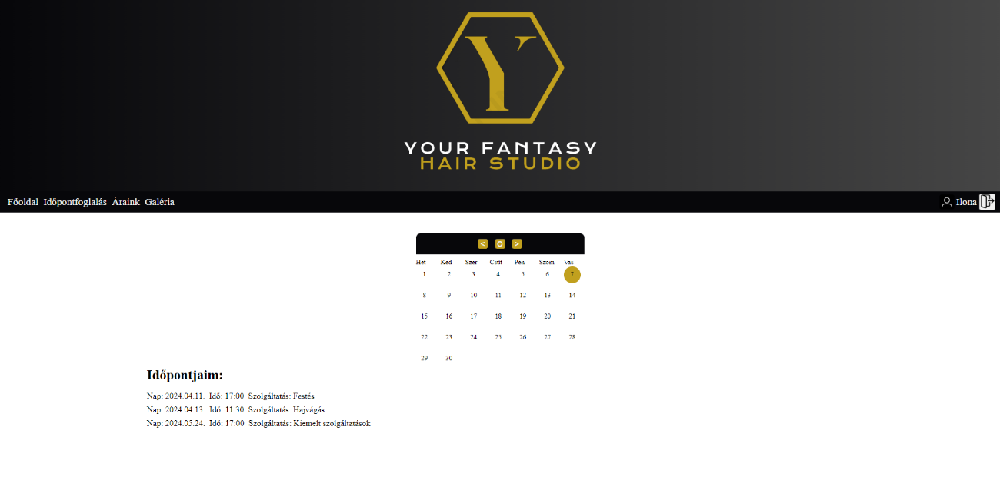 Y
YOUR FANTASY
HAIR STUDIO
Főoldal Időpontfoglalás Áraink Galéria Ilona
< O >
Hét Ked Szer Csüt Pén Szom Vas
1 2 3 4 5 6 7
8 9 10 11 12 13 14
15 16 17 18 19 20 21
22 23 24 25 26 27 28
29 30
Időpontjaim:
Nap: 2024.04.11. Idő: 17:00 Szolgáltatás: Festés
Nap: 2024.04.13. Idő: 11:30 Szolgáltatás: Hajvágás
Nap: 2024.05.24. Idő: 17:00 Szolgáltatás: Kiemelt szolgáltatások